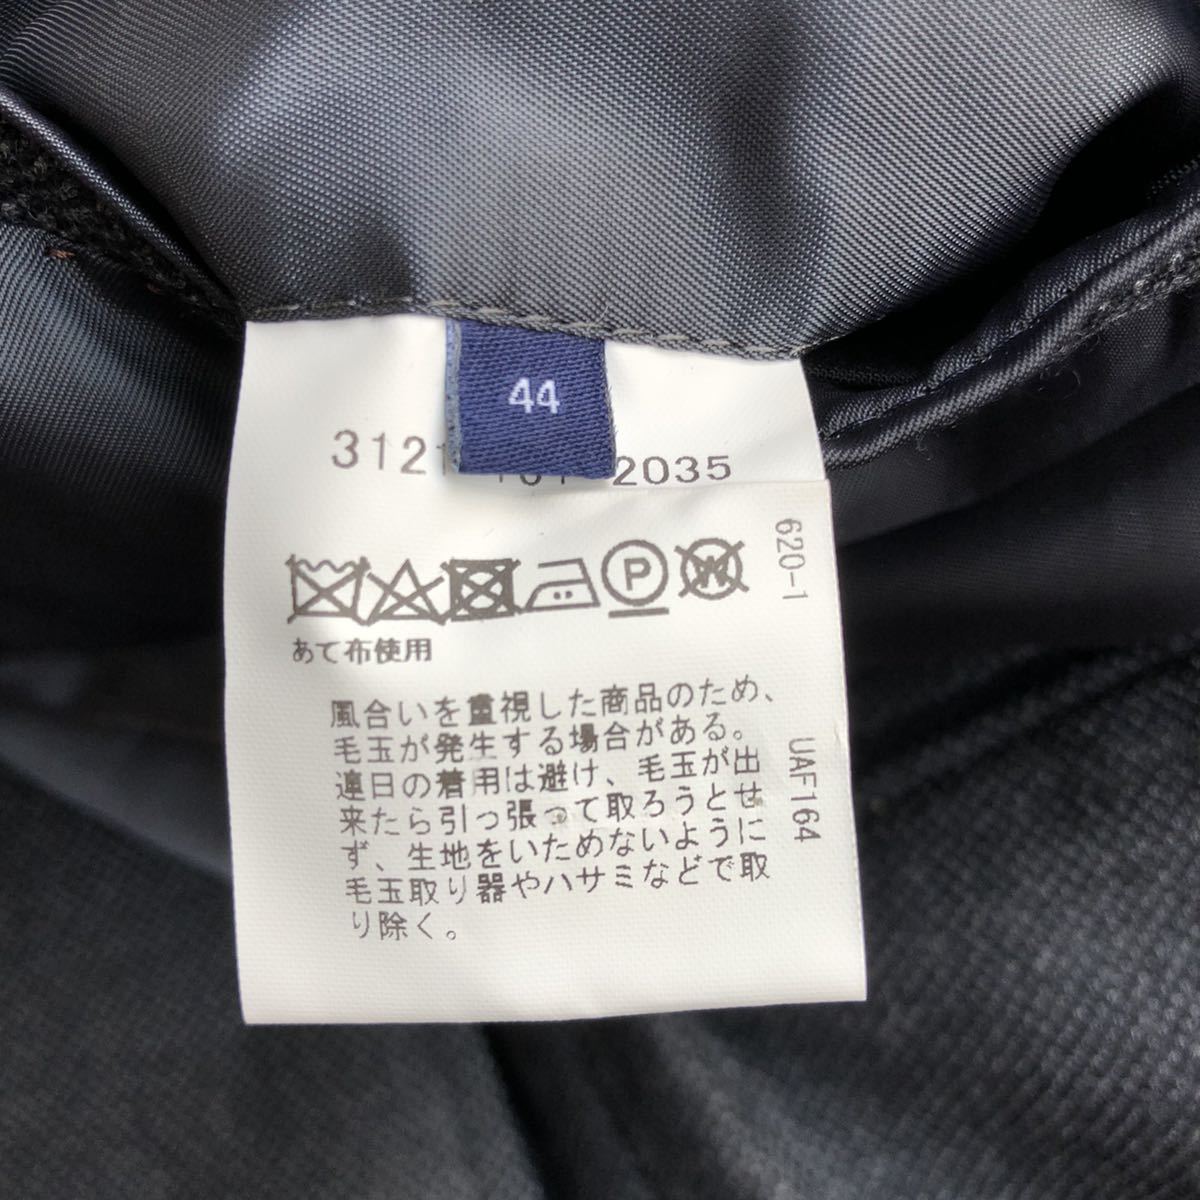 44
2035
620-1
あて布使用
風合いを重視した商品のため、
毛玉が発生する場合がある。
連日の着用は避け、毛玉が出
来たら引っ張って取ろうとせ
ず、生地をいためないように
毛玉取り器やハサミなどで取
り除く。
UAF164